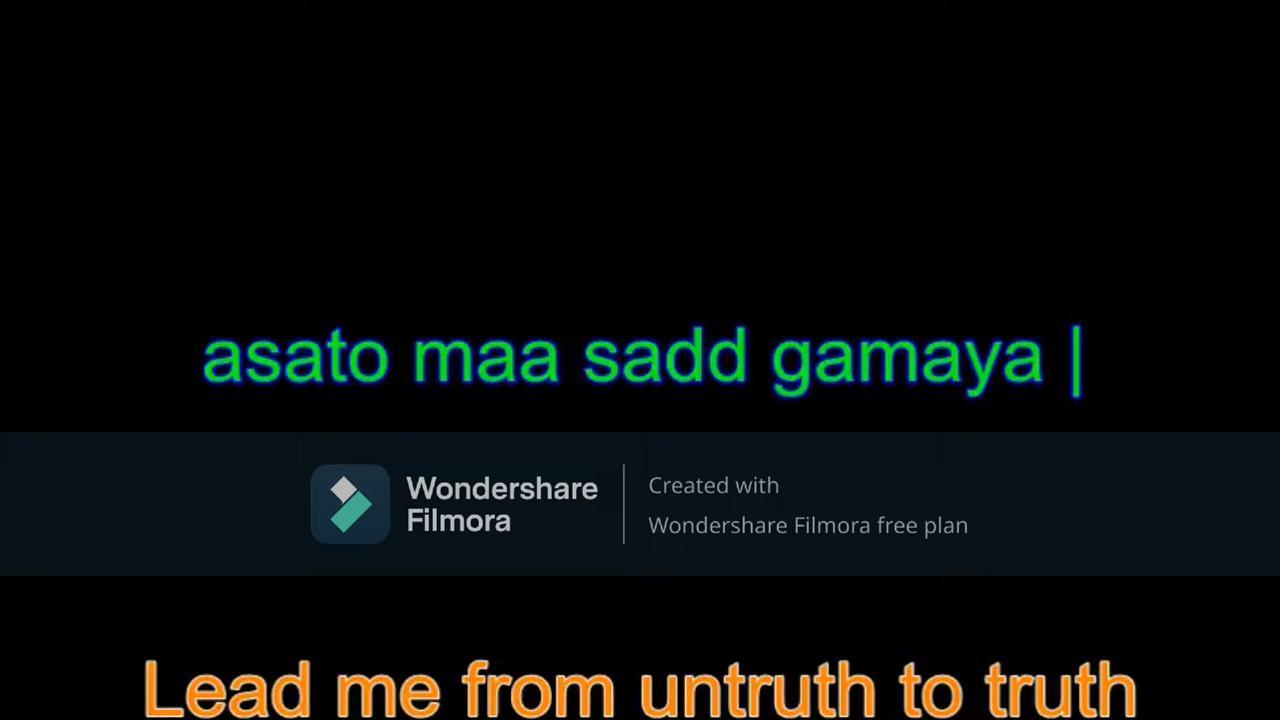 asato maa sadd gamaya |
Wondershare
Filmora
Created with
Wondershare Filmora free plan
Lead me from untruth to truth